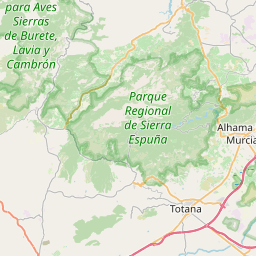 para Aves
Sierras
de Burete,
Lavia y
Cambrón
Parque
Regional
de Sierra
Espuña
Alhama
Murcia
Totana